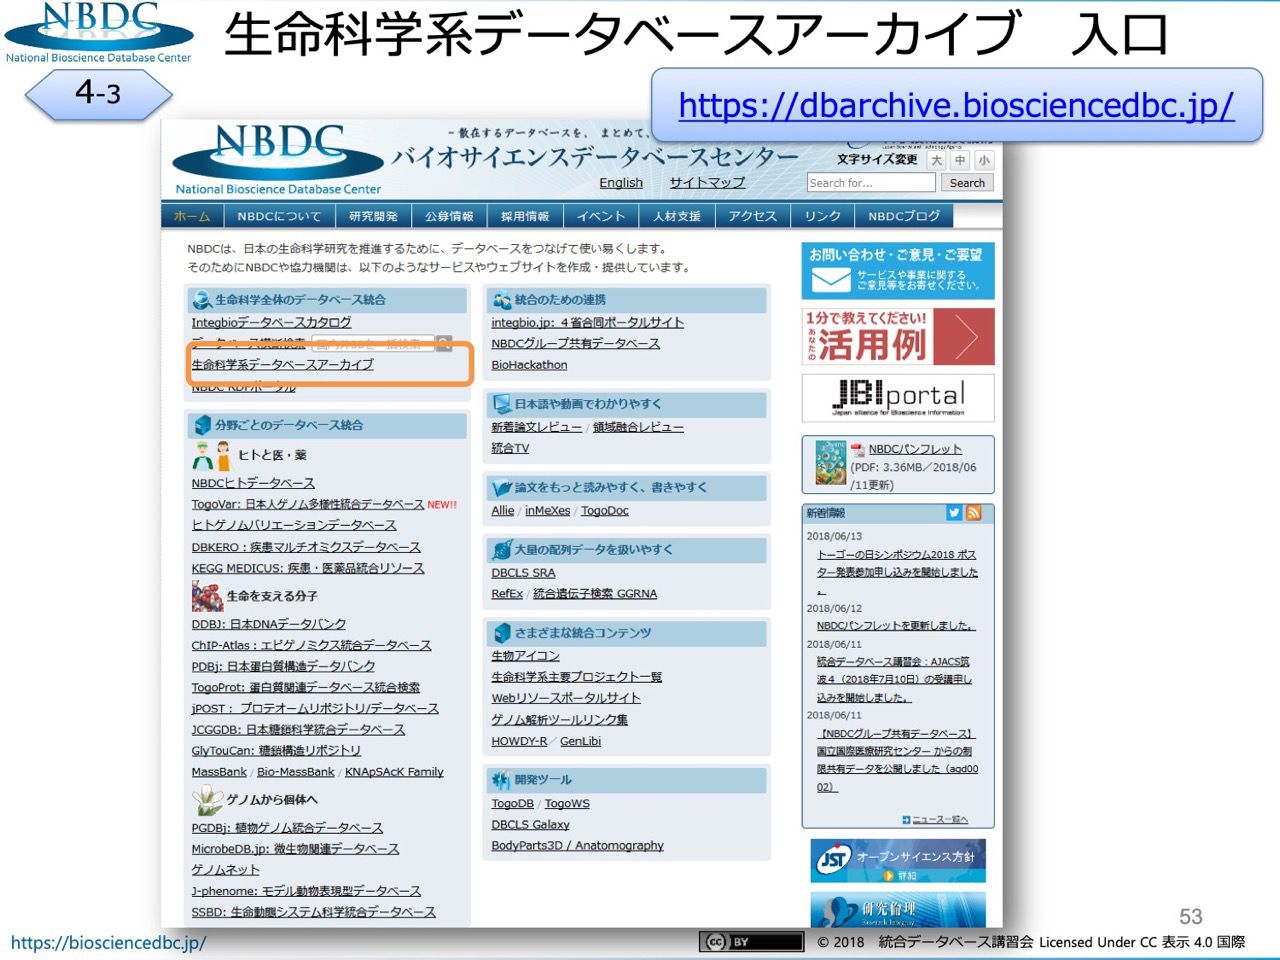 NBDC
National Bioscience Database Center
生命科学系データベースアーカイブ　入口
4-3
https://dbarchive.biosciencedbc.jp/
NBDC
National Bioscience Database Center
－散在するデータベースを、まとめて、
バイオサイエンスデータベースセンター
English サイトマップ
文字サイズ変更 大 中 小
Search for... Search
ホーム NBDCについて 研究開発 公募情報 採用情報 イベント 人材支援 アクセス リンク NBDCブログ
NBDCは、日本の生命科学研究を推進するために、データベースをつなげて使い易くします。
そのためにNBDCや協力機関は、以下のようなサービスやウェブサイトを作成・提供しています。
生命科学全体のデータベース統合
Integbioデータベースカタログ
データベース横断検索 国内外DBを一括検索
生命科学系データベースアーカイブ
NBDC RDFポータル
分野ごとのデータベース統合
ヒトと医・薬
NBDCヒトデータベース
TogoVar: 日本人ゲノム多様性統合データベース NEW!!
ヒトゲノムバリエーションデータベース
DBKERO：疾患マルチオミクスデータベース
KEGG MEDICUS: 疾患・医薬品統合リソース
生命を支える分子
DDBJ: 日本DNAデータバンク
ChIP-Atlas：エピゲノミクス統合データベース
PDBj: 日本蛋白質構造データバンク
TogoProt: 蛋白質関連データベース統合検索
jPOST： プロテオームリポジトリ/データベース
JCGGDB: 日本糖鎖科学統合データベース
GlyTouCan: 糖鎖構造リポジトリ
MassBank / Bio-MassBank / KNApSAcK Family
ゲノムから個体へ
PGDBj: 植物ゲノム統合データベース
MicrobeDB.jp: 微生物関連データベース
ゲノムネット
J-phenome: モデル動物表現型データベース
SSBD: 生命動態システム科学統合データベース
統合のための連携
integbio.jp: ４省合同ポータルサイト
NBDCグループ共有データベース
BioHackathon
日本語や動画でわかりやすく
新着論文レビュー / 領域融合レビュー
統合TV
論文をもっと読みやすく、書きやすく
Allie / inMeXes / TogoDoc
大量の配列データを扱いやすく
DBCLS SRA
RefEx / 統合遺伝子検索 GGRNA
さまざまな統合コンテンツ
生物アイコン
生命科学系主要プロジェクト一覧
Webリソースポータルサイト
ゲノム解析ツールリンク集
HOWDY-R／ GenLibi
開発ツール
TogoDB / TogoWS
DBCLS Galaxy
BodyParts3D / Anatomography
お問い合わせ・ご意見・ご要望
サービスや事業に関する
ご意見等をお寄せください。
1分で教えてください!
あなたの
活用例
JBIportal
Japan alliance for Bioscience Information
NBDCパンフレット
(PDF: 3.36MB／2018/06
/11更新)
新着情報
2018/06/13
トーゴーの日シンポジウム2018 ポス
ター発表参加申し込みを開始しました
。
2018/06/12
NBDCパンフレットを更新しました。
2018/06/11
統合データベース講習会：AJACS筑
波４（2018年7月10日）の受講申し
込みを開始しました。
2018/06/11
【NBDCグループ共有データベース】
国立国際医療研究センター からの制
限共有データを公開しました（agd00
02）
ニュース一覧へ
JST オープンサイエンス方針
詳細
研究倫理
Research Integrity
53
https://biosciencedbc.jp/
cc BY
© 2018　統合データベース講習会 Licensed Under CC 表示 4.0 国際